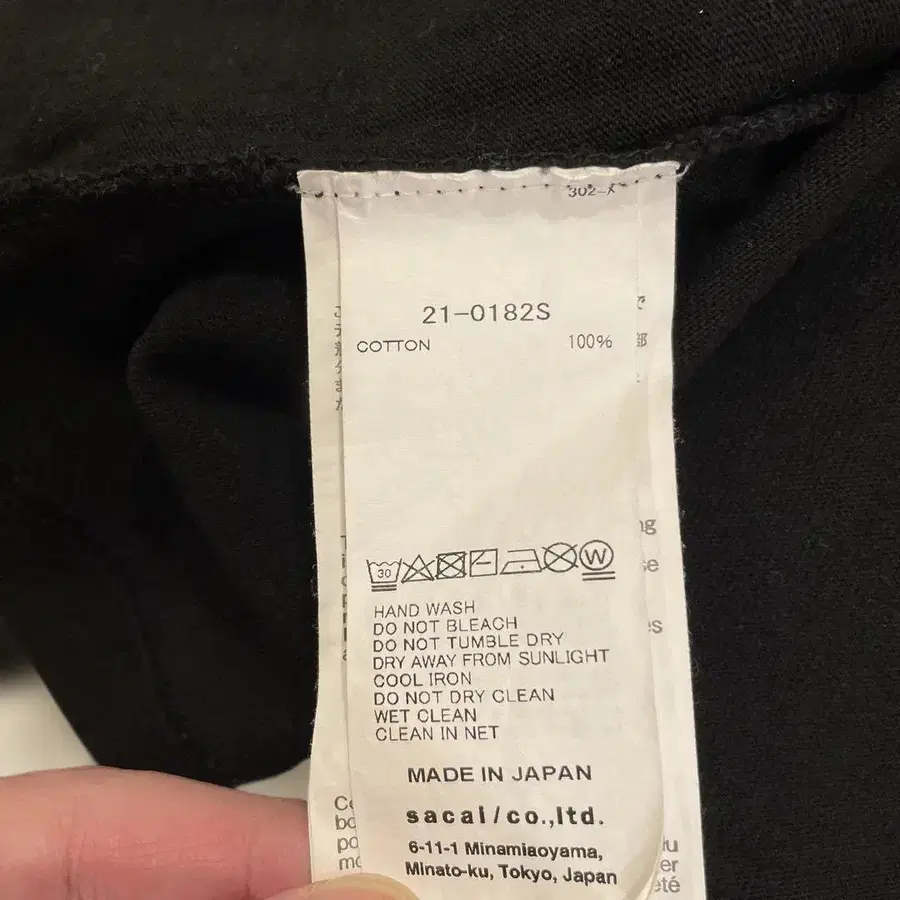 21-0182S
COTTON 100%
30
W
HAND WASH
DO NOT BLEACH
DO NOT TUMBLE DRY
DRY AWAY FROM SUNLIGHT
COOL IRON
DO NOT DRY CLEAN
WET CLEAN
CLEAN IN NET
MADE IN JAPAN
sacai/co.,ltd.
6-11-1 Minamiaoyama,
Minato-ku, Tokyo, Japan